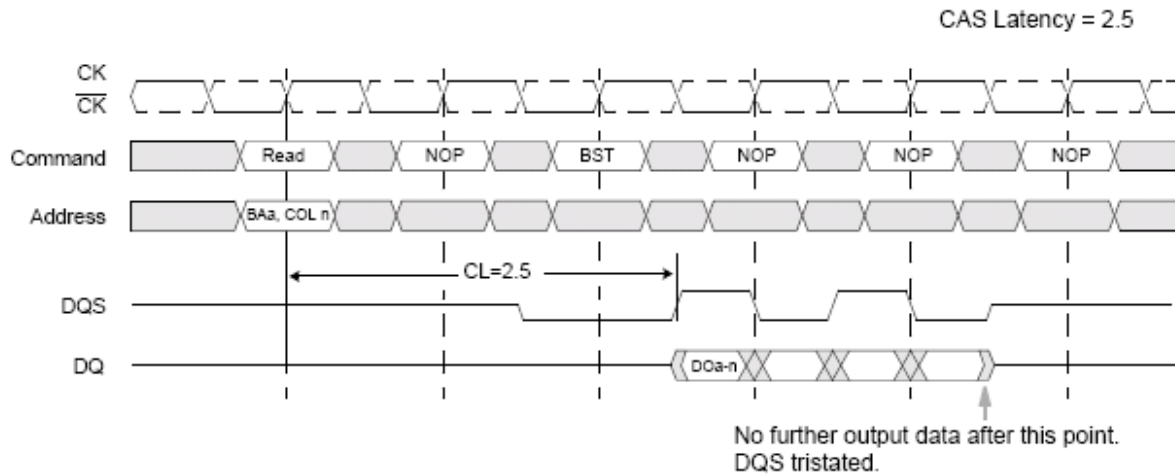 CAS Latency = 2.5
CK
CK
Command
Read
NOP
BST
NOP
NOP
NOP
Address
BAa, COL n
CL=2.5
DQS
DQ
DOa-n
No further output data after this point.
DQS tristated.